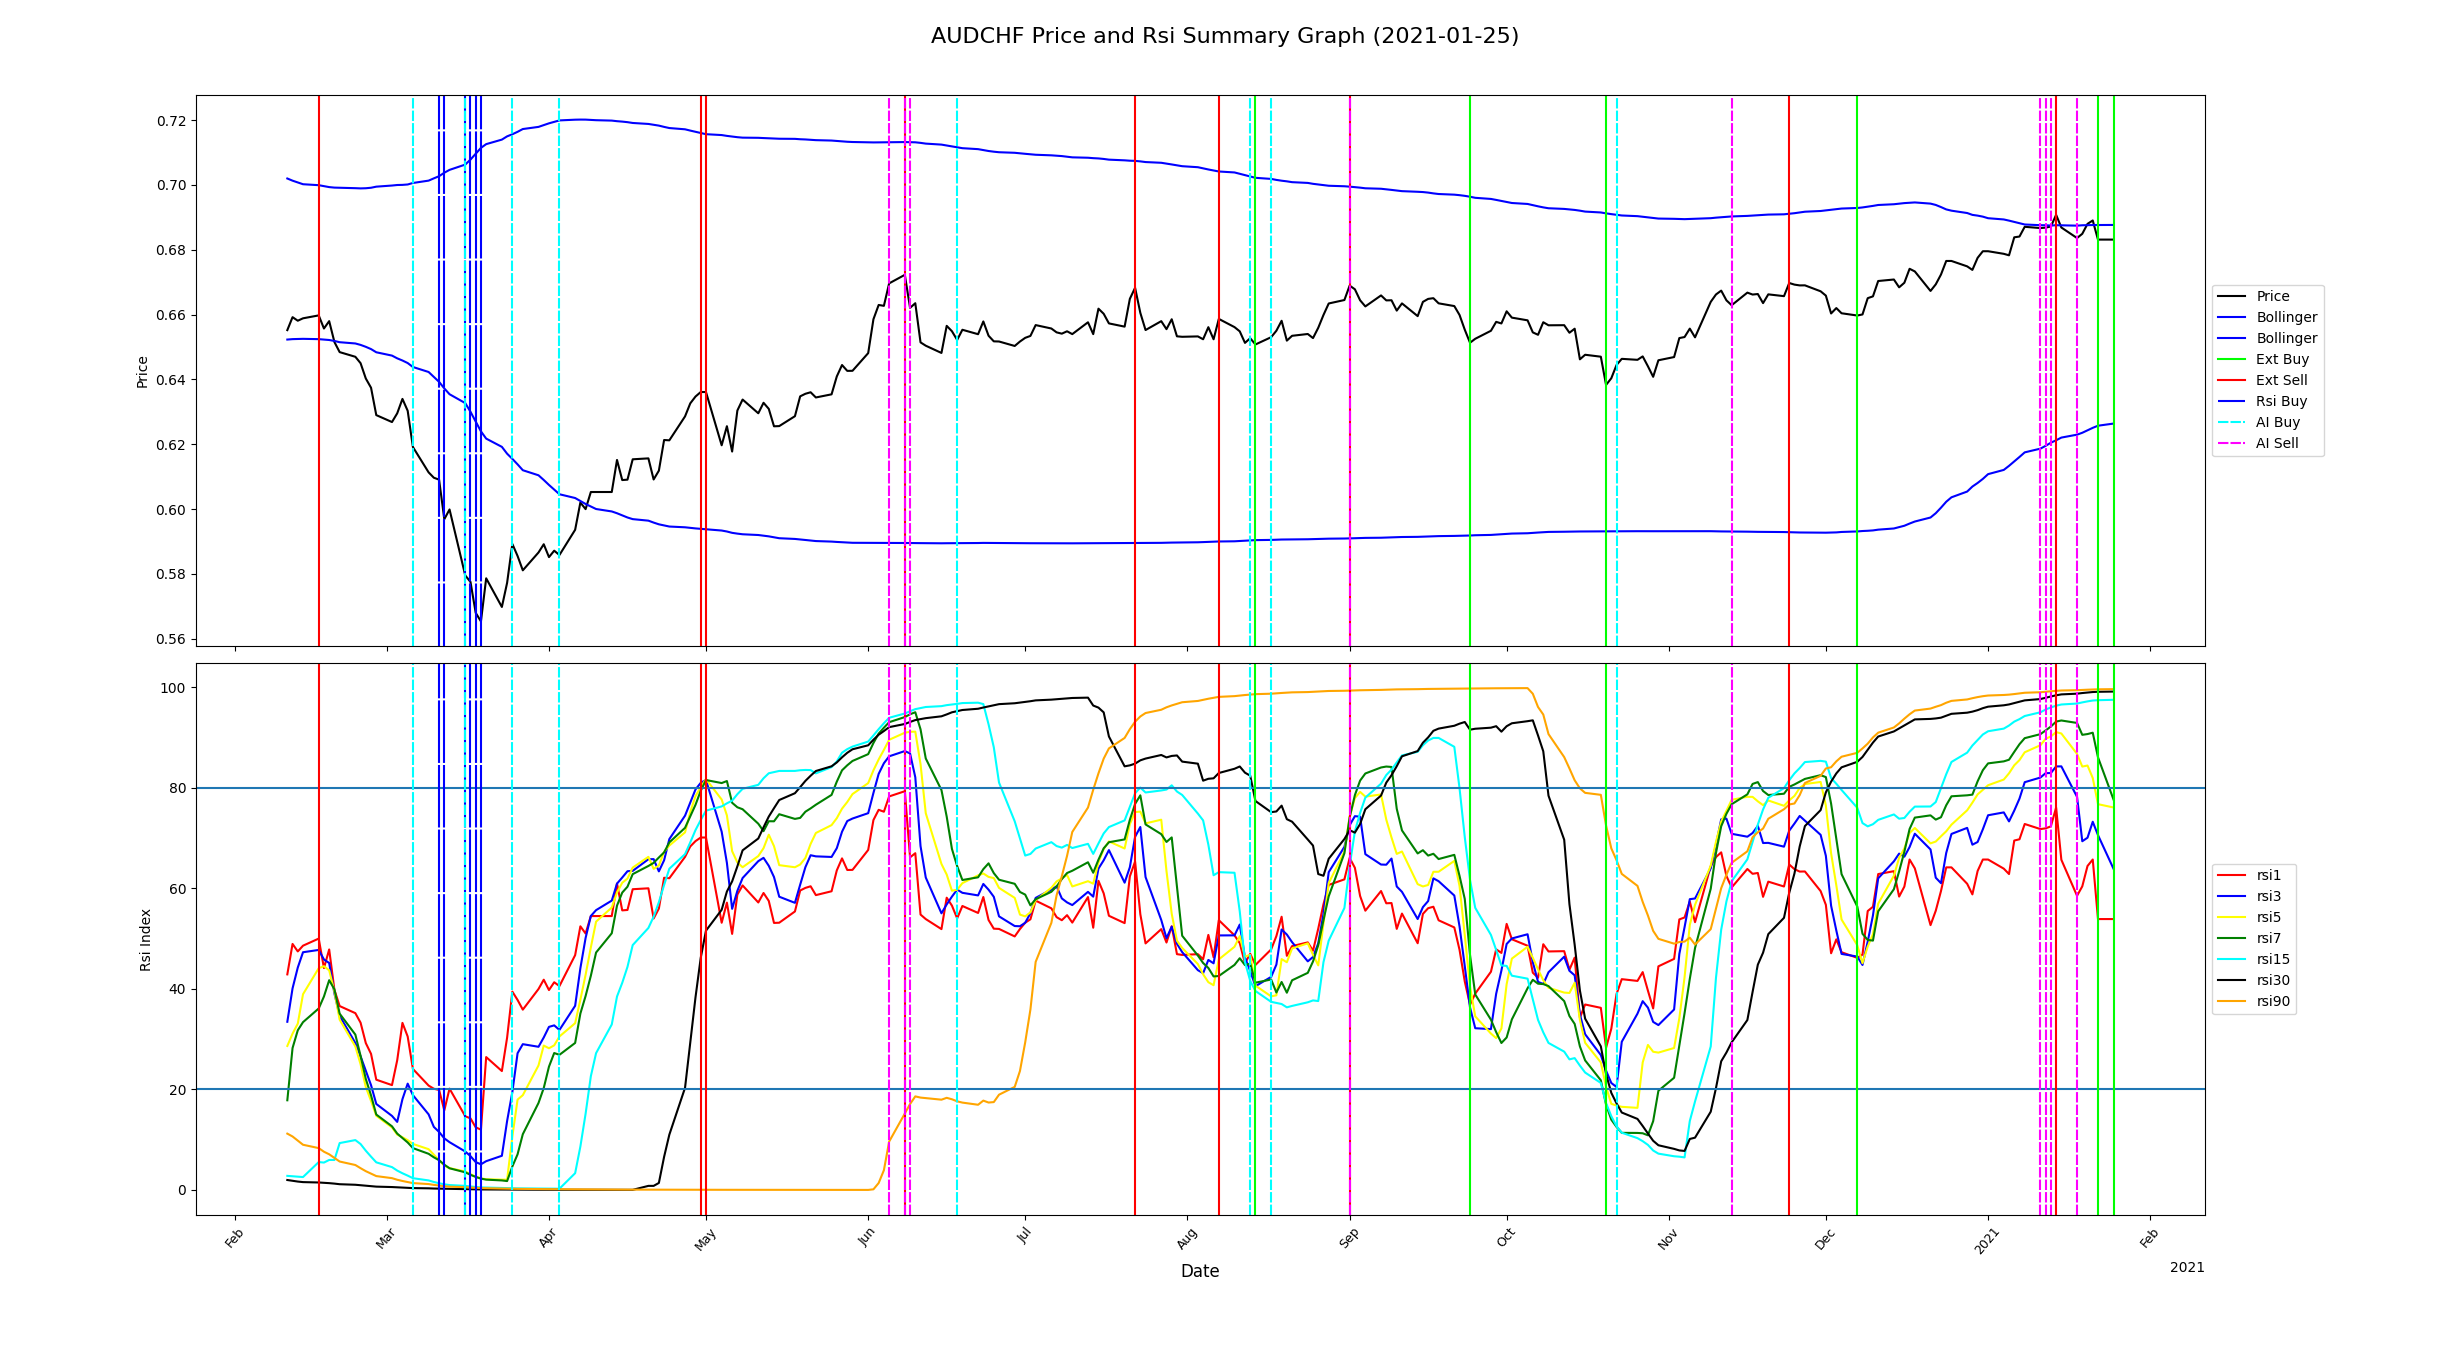 AUDCHF Price and Rsi Summary Graph (2021-01-25)
Price
0.72
0.70
0.68
0.66
0.64
0.62
0.60
0.58
0.56
Price
Bollinger
Bollinger
Ext Buy
Ext Sell
Rsi Buy
AI Buy
AI Sell
Rsi Index
100
80
60
40
20
0
rsi1
rsi3
rsi5
rsi7
rsi15
rsi30
rsi90
Feb
Mar
Apr
May
Jun
Jul
Aug
Sep
Oct
Nov
Dec
2021
Feb
Date
2021